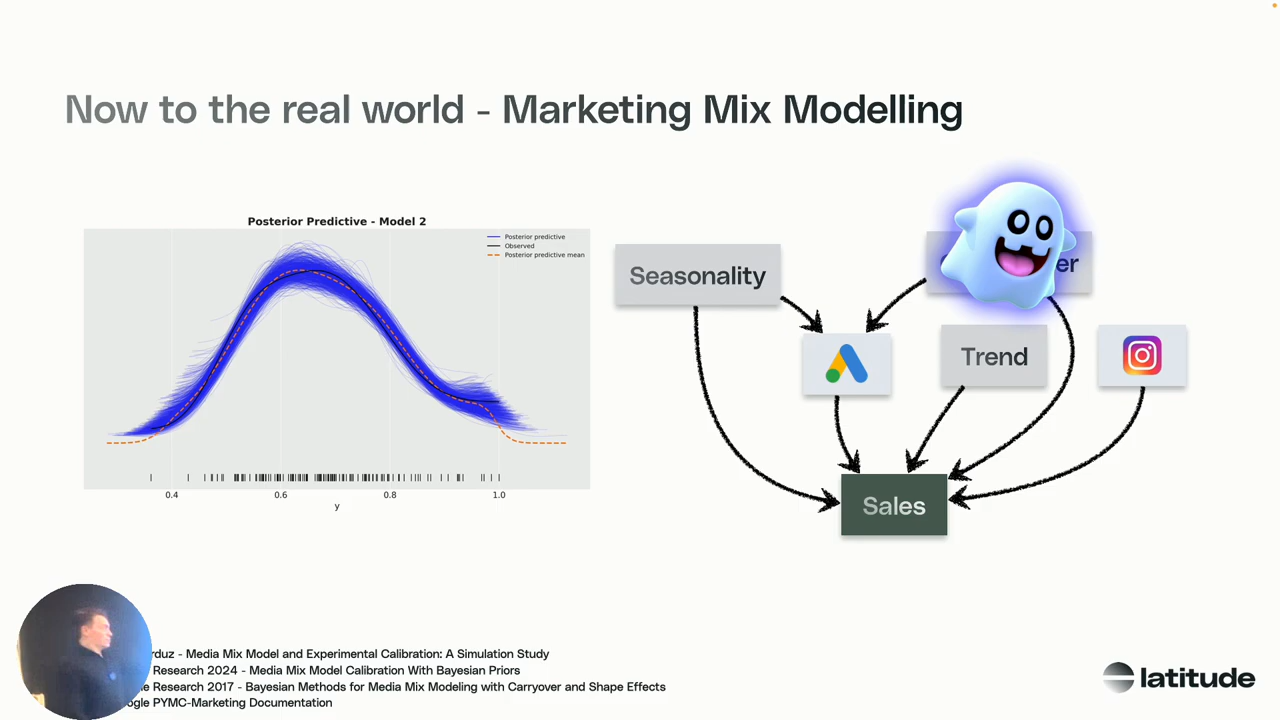 Now to the real world - Marketing Mix Modelling
Posterior Predictive - Model 2
Posterior predictive
Observed
Posterior predictive mean
0.4 0.6 0.8 1.0
y
Seasonality
Trend
Sales
Media Mix Model and Experimental Calibration: A Simulation Study
Research 2024 - Media Mix Model Calibration With Bayesian Priors
Research 2017 - Bayesian Methods for Media Mix Modeling with Carryover and Shape Effects
PYMC-Marketing Documentation
latitude